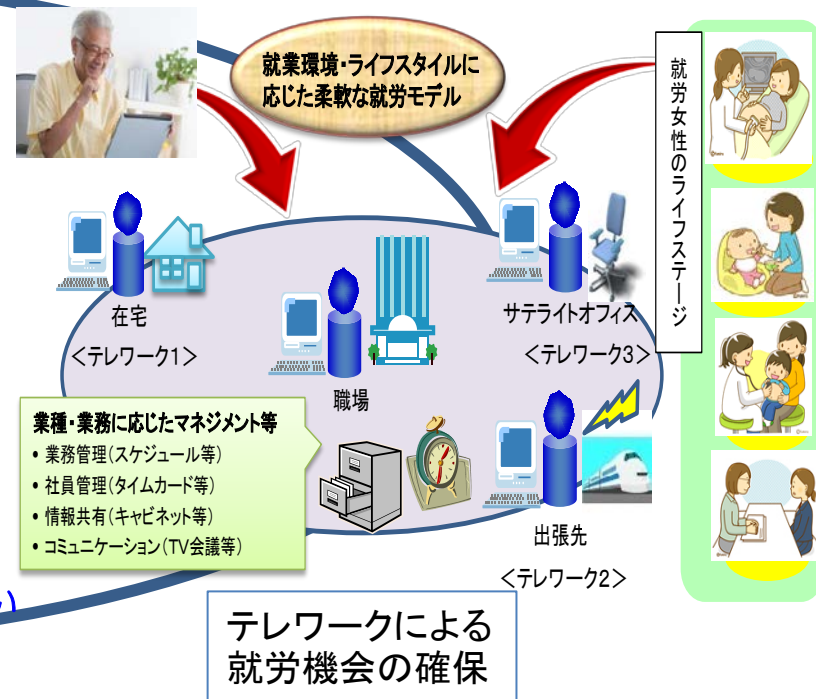 就業環境・ライフスタイルに
応じた柔軟な就労モデル
就労女性のライフステージ
在宅
<テレワーク1>
サテライトオフィス
<テレワーク3>
職場
業種・業務に応じたマネジメント等
• 業務管理(スケジュール等)
• 社員管理(タイムカード等)
• 情報共有(キャビネット等)
• コミュニケーション(TV会議等)
出張先
<テレワーク2>
テレワークによる
就労機会の確保